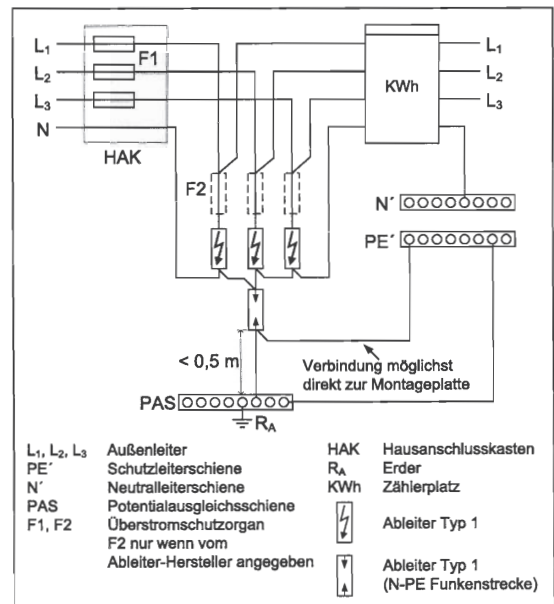 L₁
F1
L₂
L₃
N
HAK
KWh
L₁
L₂
L₃
F2
N´
PE´
< 0,5 m
Verbindung möglichst
direkt zur Montageplatte
PAS
R_A
L₁, L₂, L₃ Außenleiter
PE´ Schutzleiterschiene
N´ Neutralleiterschiene
PAS Potentialausgleichsschiene
F1, F2 Überstromschutzorgan
F2 nur wenn vom
Ableiter-Hersteller angegeben
HAK Hausanschlusskasten
R_A Erder
KWh Zählerplatz
Ableiter Typ 1
Ableiter Typ 1
(N-PE Funkenstrecke)